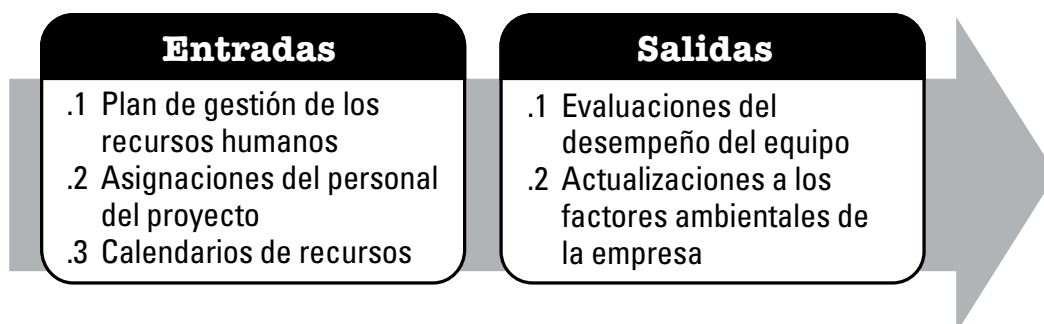 Entradas
.1 Plan de gestión de los
recursos humanos
.2 Asignaciones del personal
del proyecto
.3 Calendarios de recursos
Salidas
.1 Evaluaciones del
desempeño del equipo
.2 Actualizaciones a los
factores ambientales de
la empresa